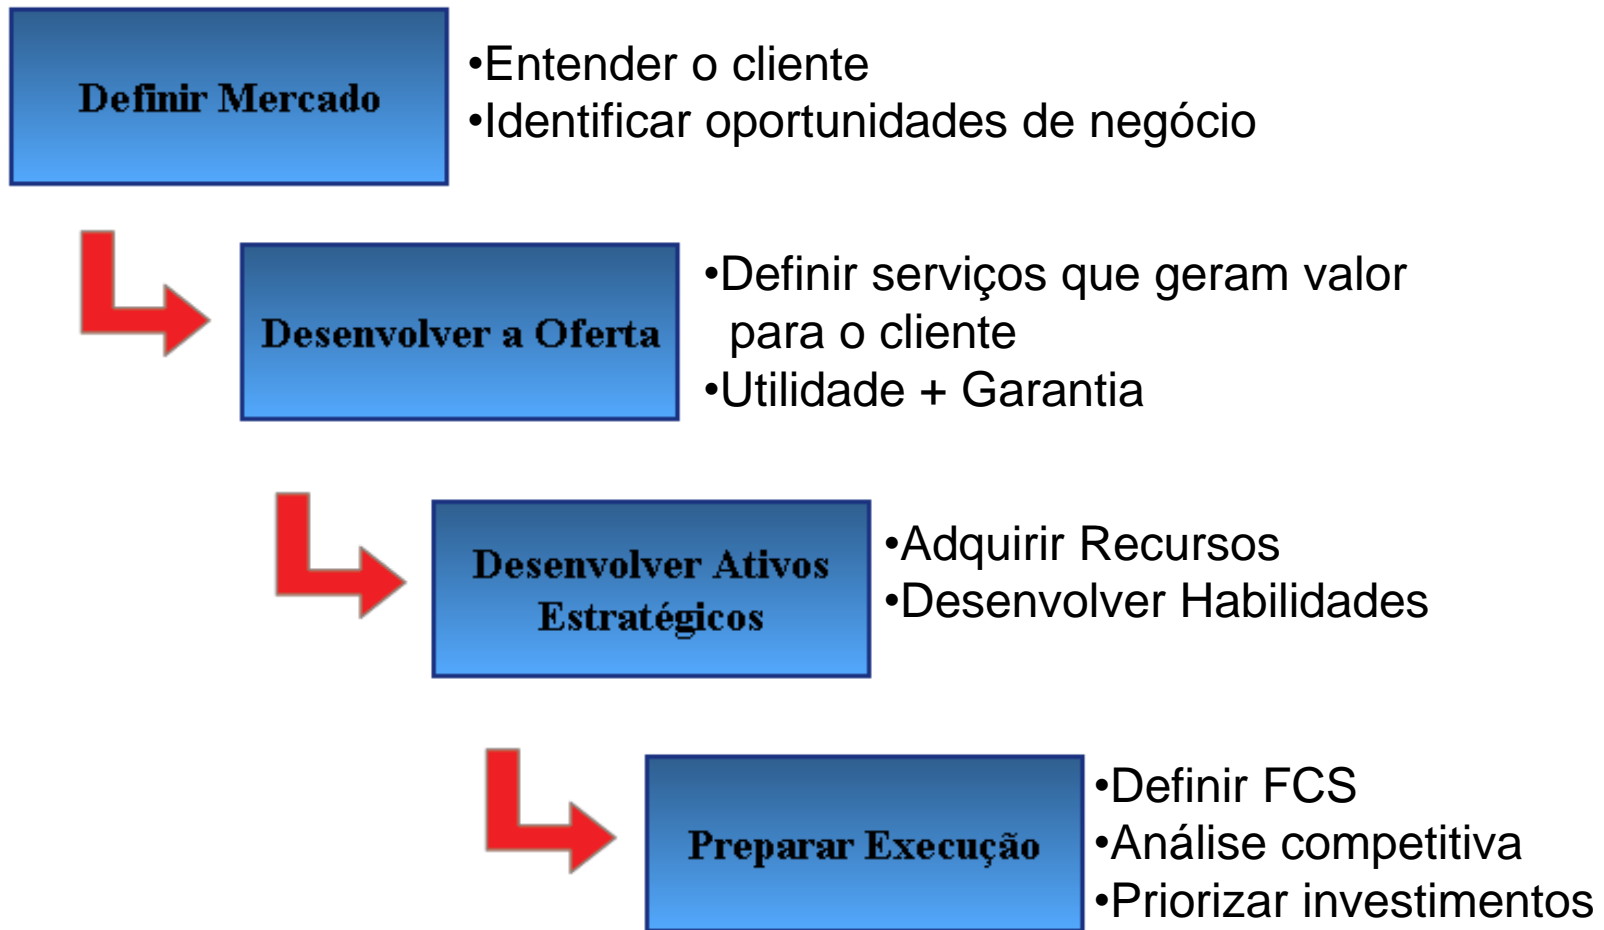 Definir Mercado
•Entender o cliente
•Identificar oportunidades de negócio
Desenvolver a Oferta
•Definir serviços que geram valor
para o cliente
•Utilidade + Garantia
Desenvolver Ativos
Estratégicos
•Adquirir Recursos
•Desenvolver Habilidades
Preparar Execução
•Definir FCS
•Análise competitiva
•Priorizar investimentos